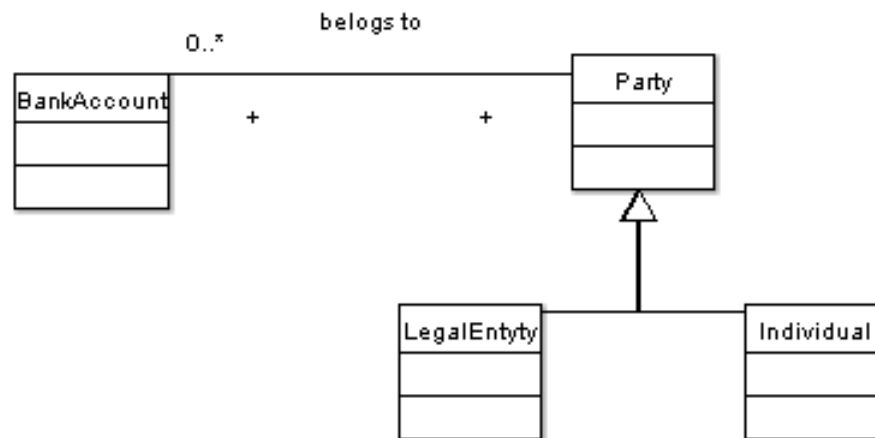 belogs to
0..*
BankAccount
Party
+
+
LegalEntyty
Individual